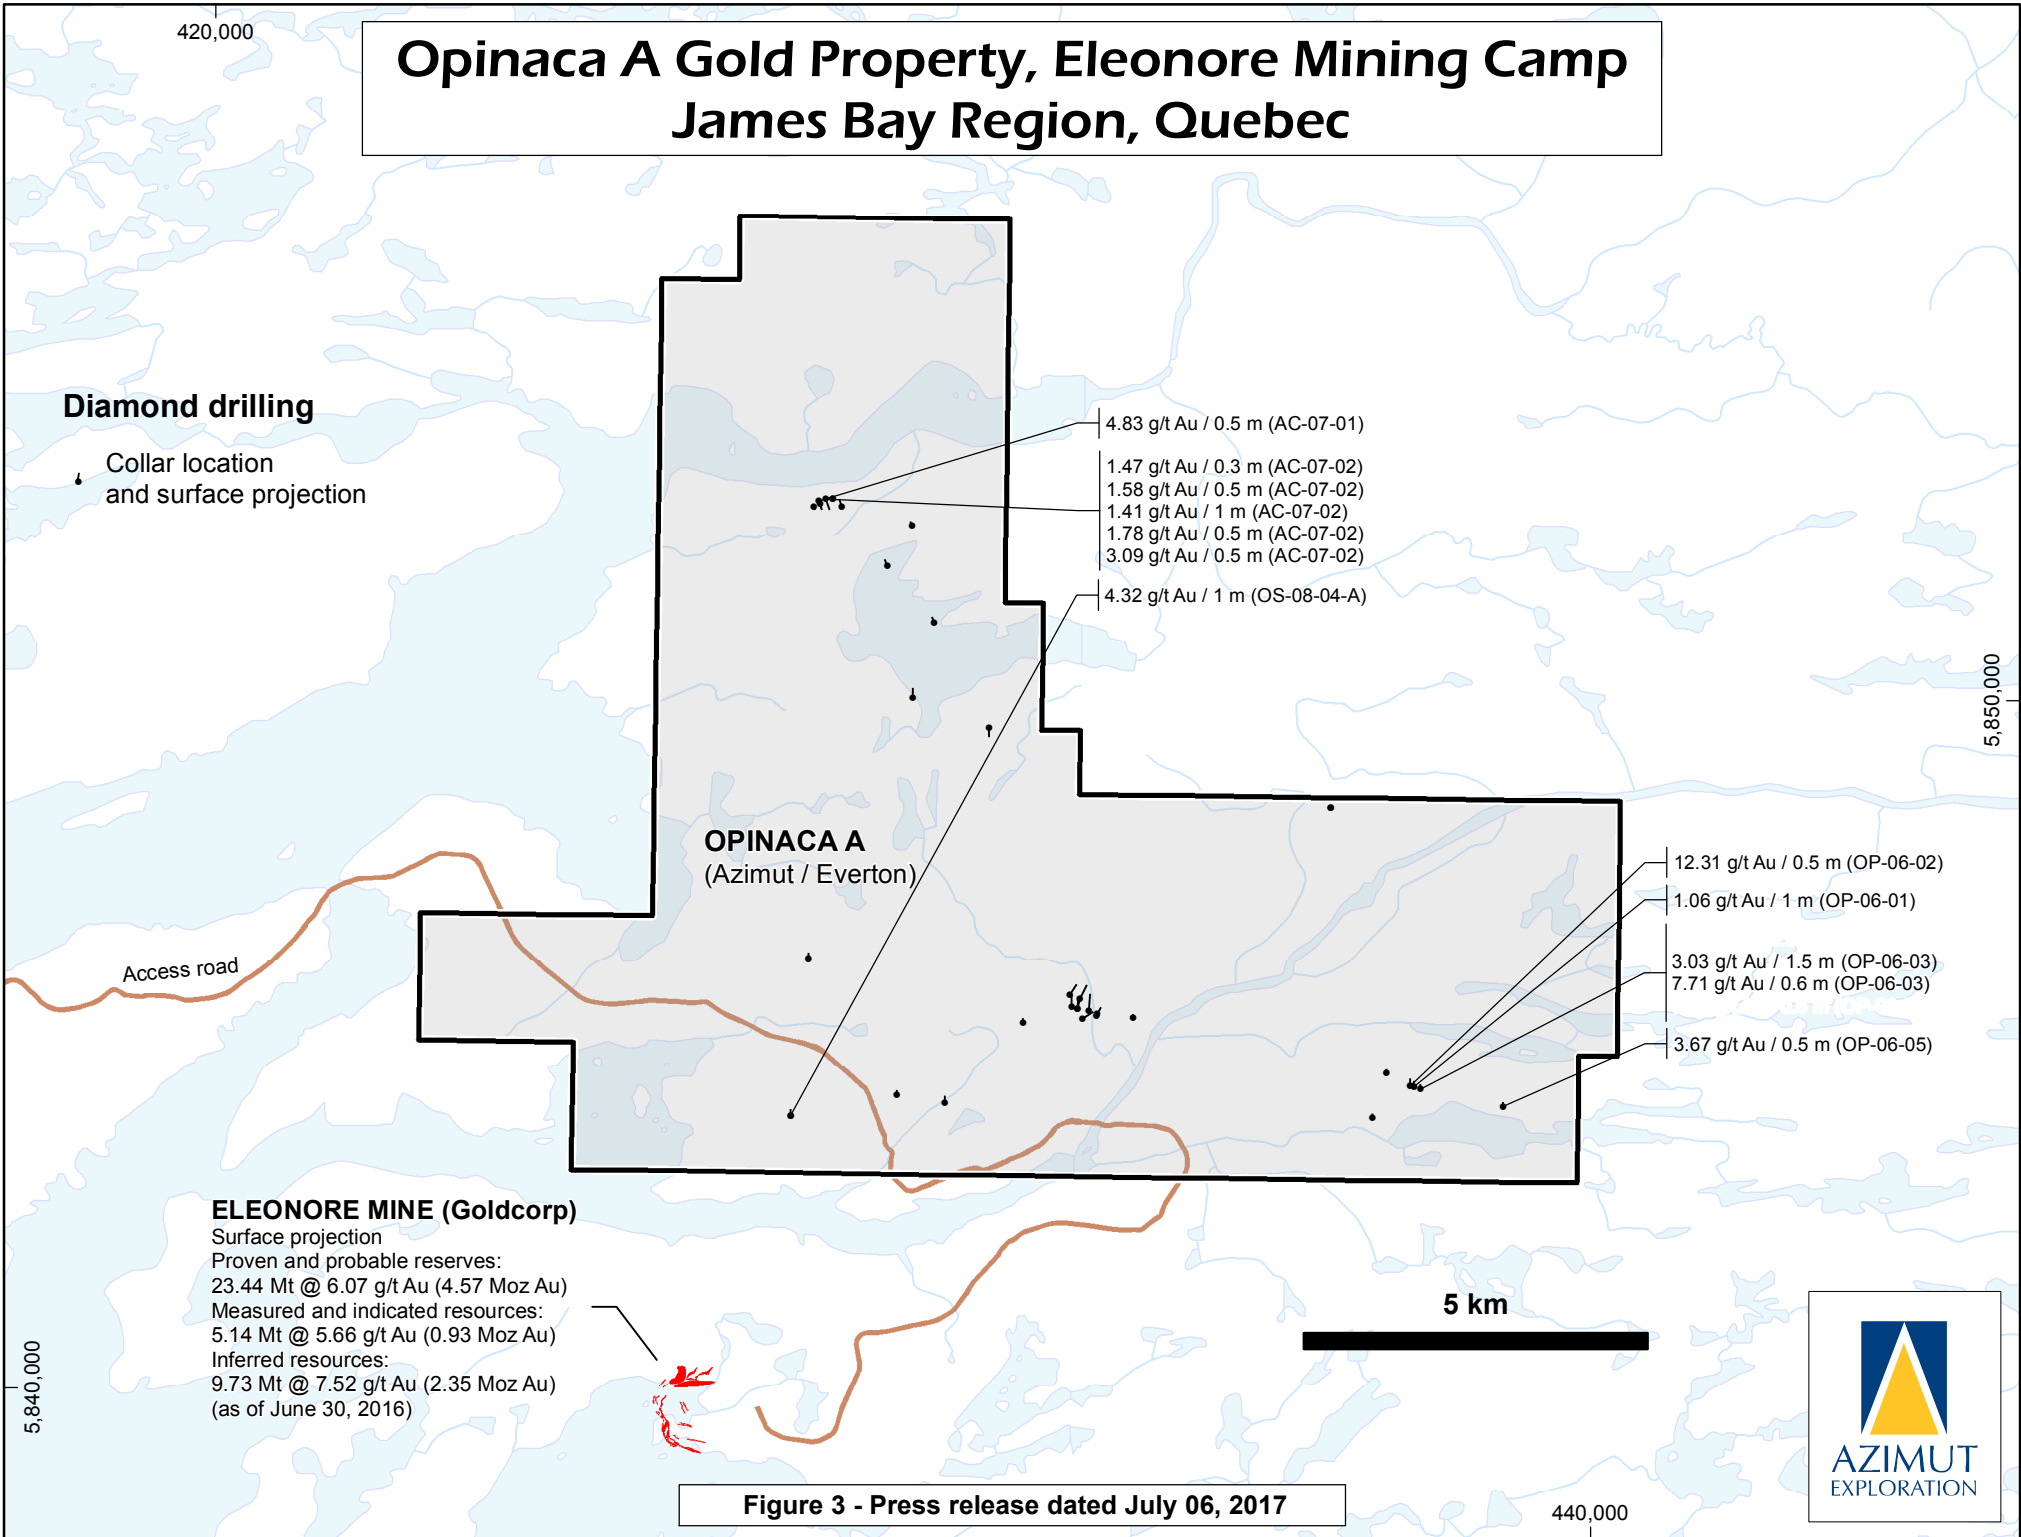 420,000
Opinaca A Gold Property, Eleonore Mining Camp
James Bay Region, Quebec
Diamond drilling
Collar location
and surface projection
4.83 g/t Au / 0.5 m (AC-07-01)
1.47 g/t Au / 0.3 m (AC-07-02)
1.58 g/t Au / 0.5 m (AC-07-02)
1.41 g/t Au / 1 m (AC-07-02)
1.78 g/t Au / 0.5 m (AC-07-02)
3.09 g/t Au / 0.5 m (AC-07-02)
4.32 g/t Au / 1 m (OS-08-04-A)
5,850,000
OPINACA A
(Azimut / Everton)
12.31 g/t Au / 0.5 m (OP-06-02)
1.06 g/t Au / 1 m (OP-06-01)
3.03 g/t Au / 1.5 m (OP-06-03)
7.71 g/t Au / 0.6 m (OP-06-03)
3.67 g/t Au / 0.5 m (OP-06-05)
Access road
ELEONORE MINE (Goldcorp)
Surface projection
Proven and probable reserves:
23.44 Mt @ 6.07 g/t Au (4.57 Moz Au)
Measured and indicated resources:
5.14 Mt @ 5.66 g/t Au (0.93 Moz Au)
Inferred resources:
9.73 Mt @ 7.52 g/t Au (2.35 Moz Au)
(as of June 30, 2016)
5 km
5,840,000
AZIMUT
EXPLORATION
Figure 3 - Press release dated July 06, 2017
440,000